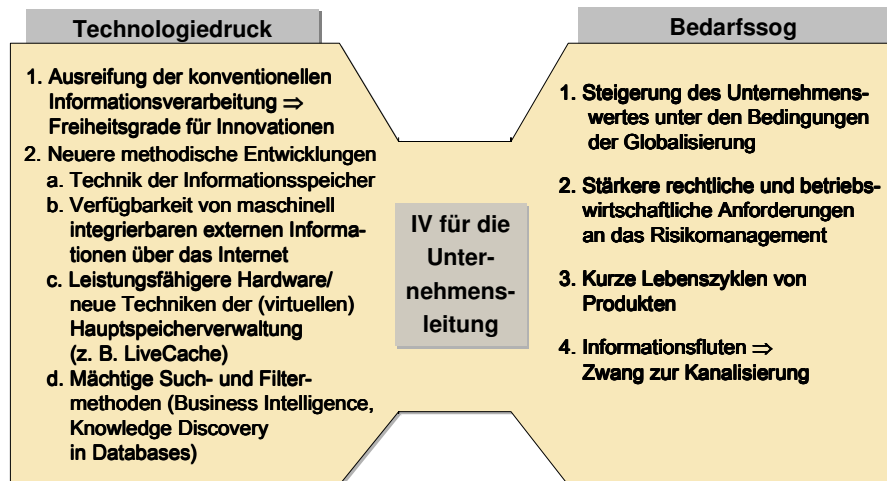 Technologiedruck
1. Ausreifung der konventionellen
Informationsverarbeitung ⇒
Freiheitsgrade für Innovationen
2. Neuere methodische Entwicklungen
a. Technik der Informationsspeicher
b. Verfügbarkeit von maschinell
integrierbaren externen Informa-
tionen über das Internet
c. Leistungsfähigere Hardware/
neue Techniken der (virtuellen)
Hauptspeicherverwaltung
(z. B. LiveCache)
d. Mächtige Such- und Filter-
methoden (Business Intelligence,
Knowledge Discovery
in Databases)
IV für die
Unter-
nehmens-
leitung
Bedarfssog
1. Steigerung des Unternehmens-
wertes unter den Bedingungen
der Globalisierung
2. Stärkere rechtliche und betriebs-
wirtschaftliche Anforderungen
an das Risikomanagement
3. Kurze Lebenszyklen von
Produkten
4. Informationsfluten ⇒
Zwang zur Kanalisierung